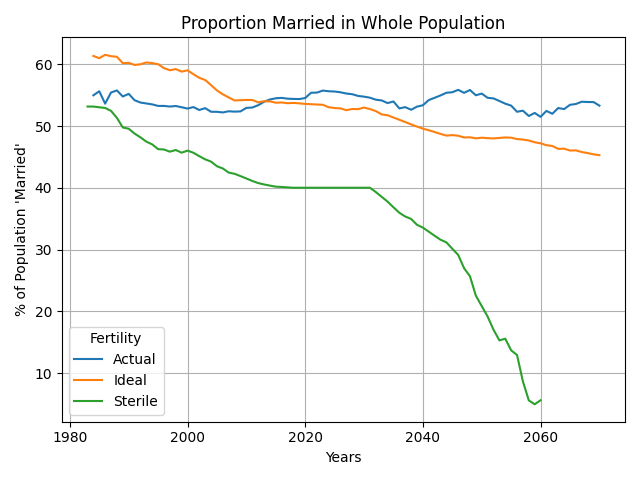 Proportion Married in Whole Population
% of Population 'Married'
60
50
40
30
20
10
Fertility
Actual
Ideal
Sterile
1980
2000
2020
2040
2060
Years